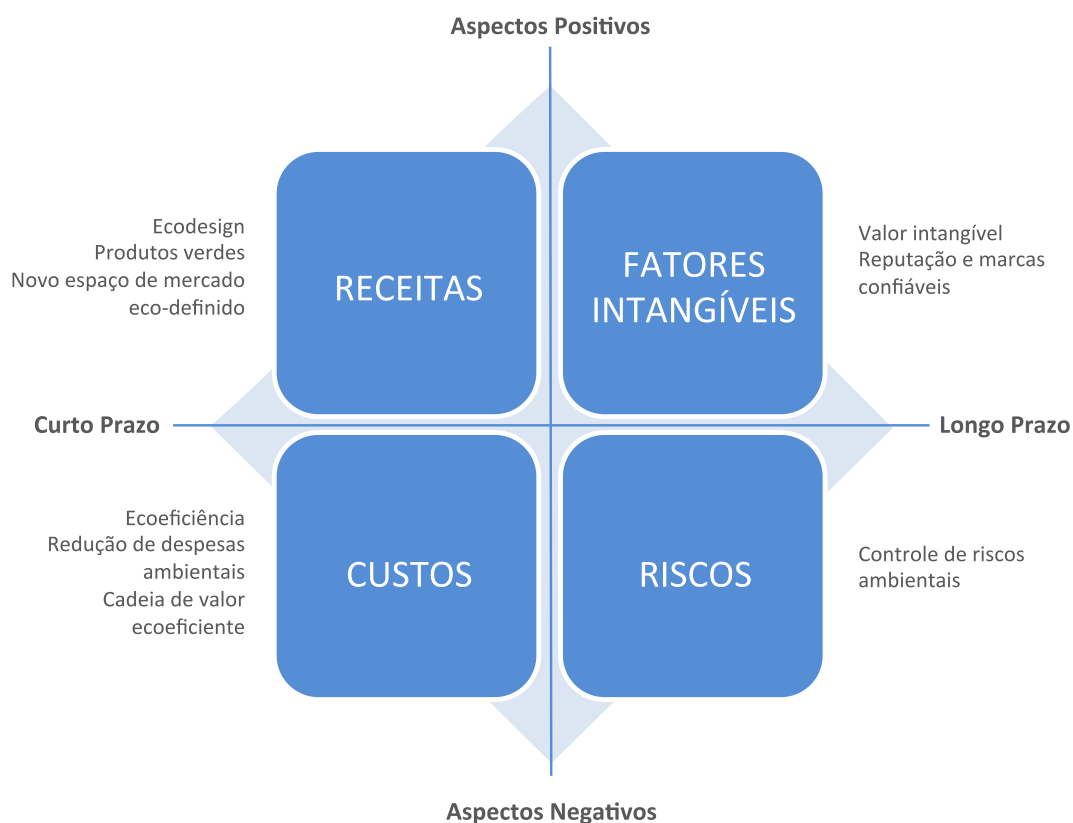 Aspectos Positivos
Ecodesign
Produtos verdes
Novo espaço de mercado
eco-definido
RECEITAS
FATORES
INTANGÍVEIS
Valor intangível
Reputação e marcas
confiáveis
Curto Prazo
Longo Prazo
Ecoeficiência
Redução de despesas
ambientais
Cadeia de valor
ecoeficiente
CUSTOS
RISCOS
Controle de riscos
ambientais
Aspectos Negativos